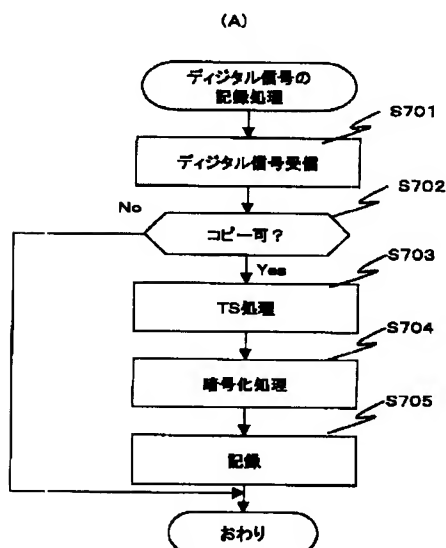 (A)
ディジタル信号の
記録処理
S701
ディジタル信号受信
S702
No
コピー可？
Yes
S703
TS処理
S704
暗号化処理
S705
記録
おわり